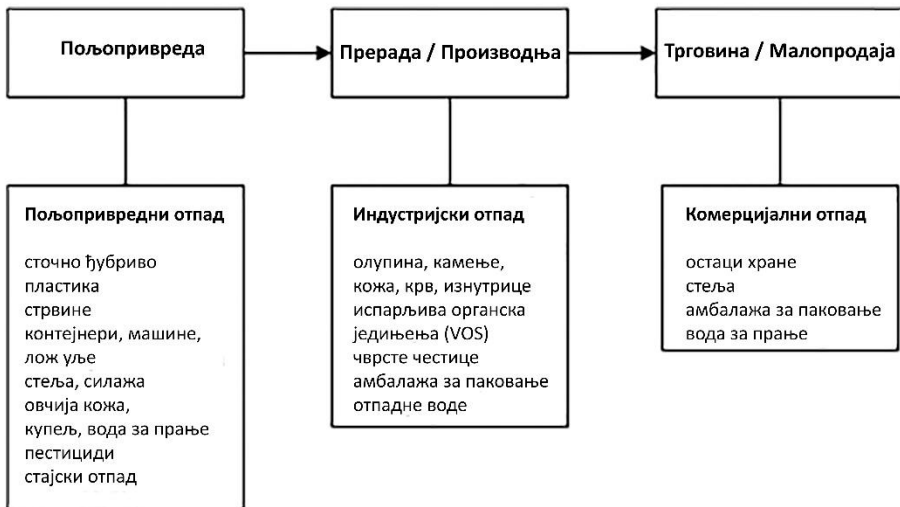 Пољопривреда
Прерада / Производња
Трговина / Малопродаја
Пољопривредни отпад
сточно ђубриво
пластика
стрвине
контејнери, машине,
лож уље
стеља, силажа
овчија кожа,
купељ, вода за прање
пестициди
стајски отпад
Индустријски отпад
олупина, камење,
кожа, крв, изнутрице
испарљива органска
једињења (VOS)
чврсте честице
амбалажа за паковање
отпадне воде
Комерцијални отпад
остаци хране
стеља
амбалажа за паковање
вода за прање